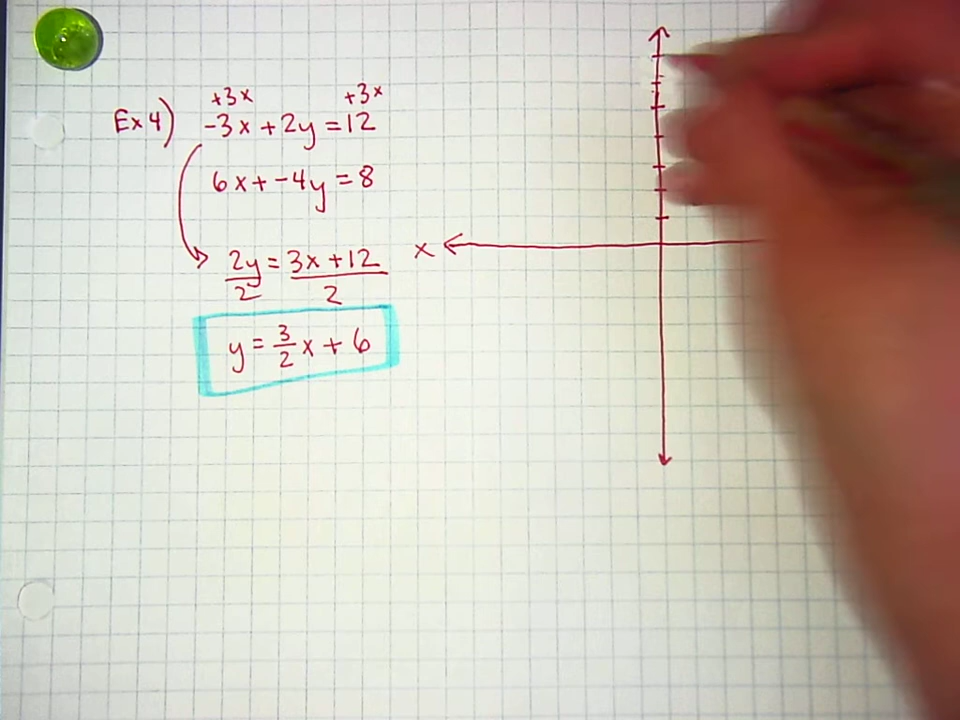 +3x +3x
Ex 4) -3x + 2y = 12
6x + -4y = 8
2y = 3x + 12
2 2
y = 3/2 x + 6
x